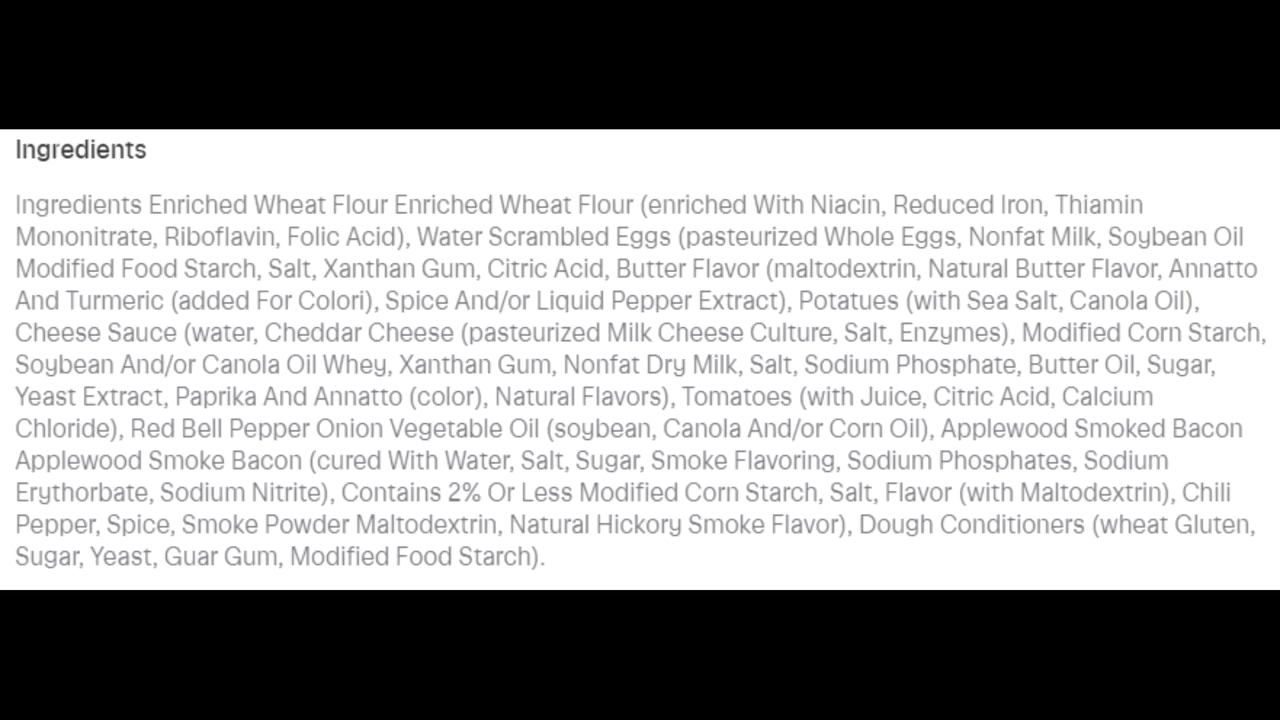 Ingredients
Ingredients Enriched Wheat Flour Enriched Wheat Flour (enriched With Niacin, Reduced Iron, Thiamin
Mononitrate, Riboflavin, Folic Acid), Water Scrambled Eggs (pasteurized Whole Eggs, Nonfat Milk, Soybean Oil
Modified Food Starch, Salt, Xanthan Gum, Citric Acid, Butter Flavor (maltodextrin, Natural Butter Flavor, Annatto
And Turmeric (added For Colori), Spice And/or Liquid Pepper Extract), Potatues (with Sea Salt, Canola Oil),
Cheese Sauce (water, Cheddar Cheese (pasteurized Milk Cheese Culture, Salt, Enzymes), Modified Corn Starch,
Soybean And/or Canola Oil Whey, Xanthan Gum, Nonfat Dry Milk, Salt, Sodium Phosphate, Butter Oil, Sugar,
Yeast Extract, Paprika And Annatto (color), Natural Flavors), Tomatoes (with Juice, Citric Acid, Calcium
Chloride), Red Bell Pepper Onion Vegetable Oil (soybean, Canola And/or Corn Oil), Applewood Smoked Bacon
Applewood Smoke Bacon (cured With Water, Salt, Sugar, Smoke Flavoring, Sodium Phosphates, Sodium
Erythorbate, Sodium Nitrite), Contains 2% Or Less Modified Corn Starch, Salt, Flavor (with Maltodextrin), Chili
Pepper, Spice, Smoke Powder Maltodextrin, Natural Hickory Smoke Flavor), Dough Conditioners (wheat Gluten,
Sugar, Yeast, Guar Gum, Modified Food Starch).